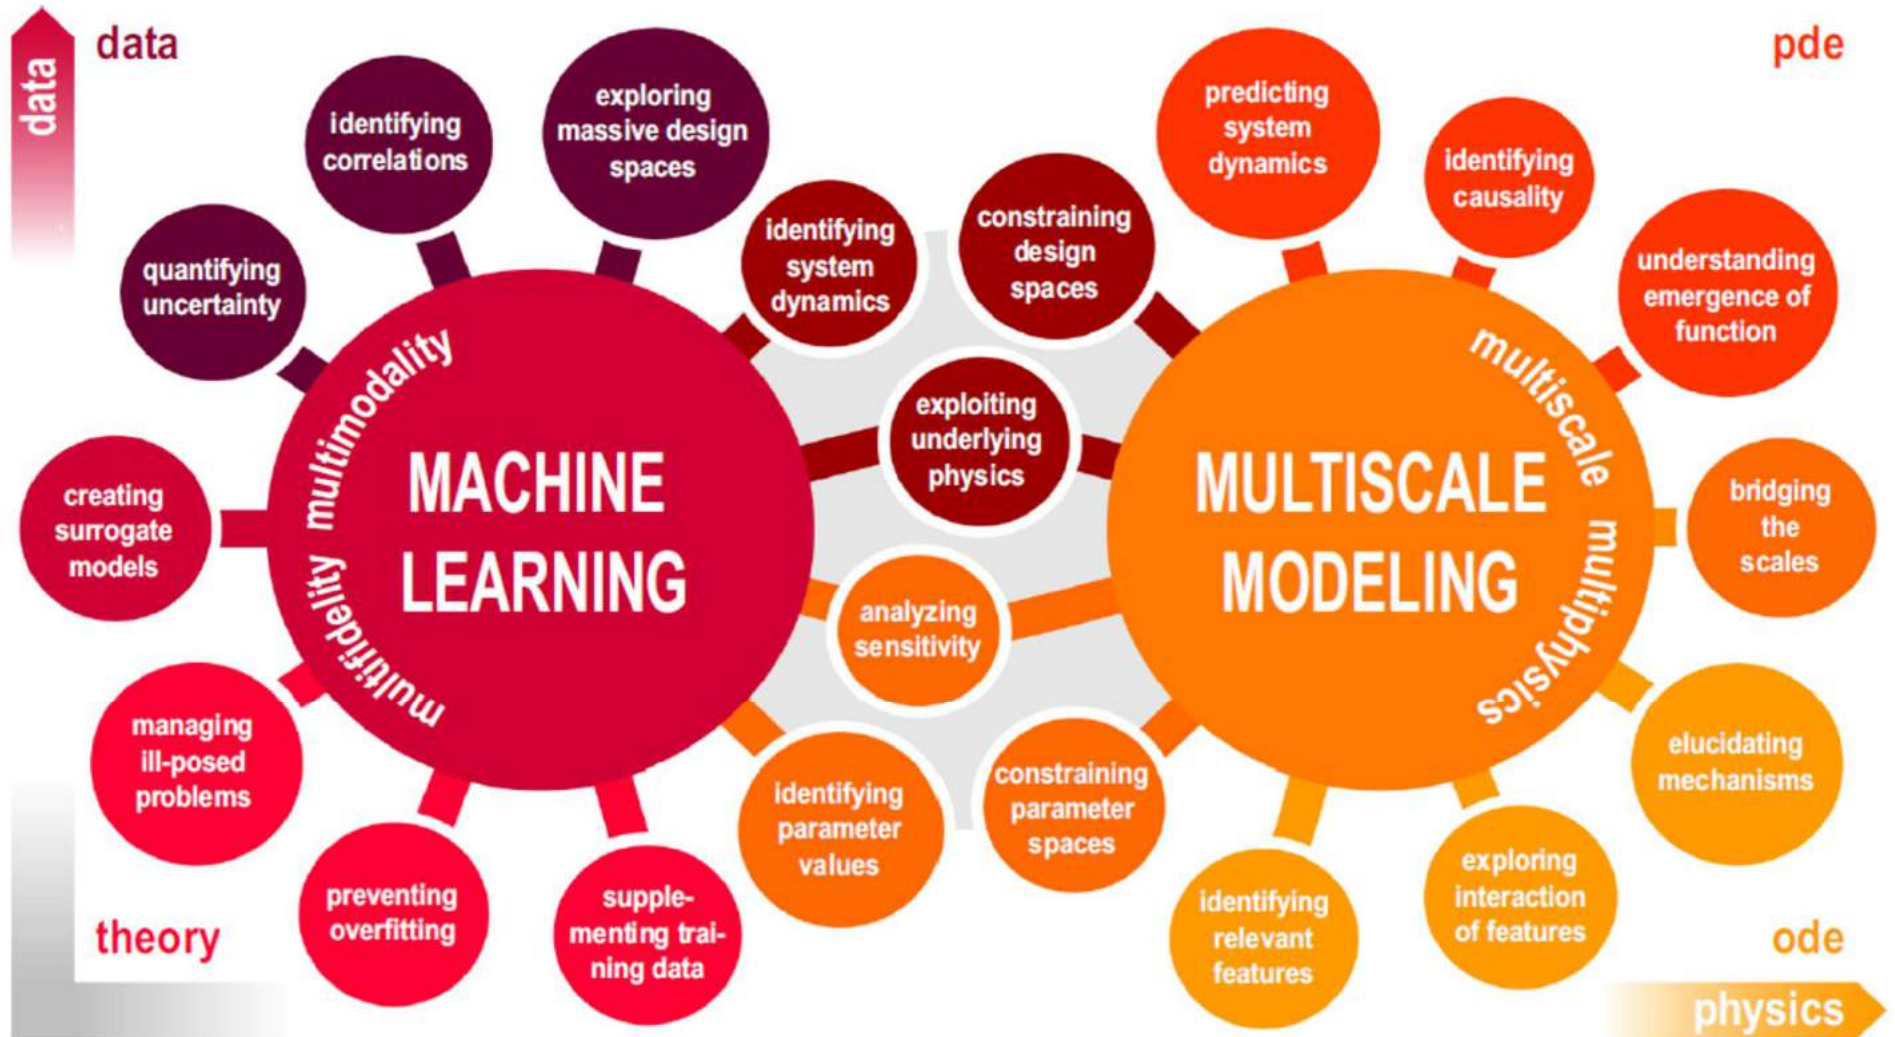 data
data
pde
identifying
correlations
exploring
massive design
spaces
predicting
system
dynamics
identifying
causality
quantifying
uncertainty
identifying
system
dynamics
constraining
design
spaces
understanding
emergence of
function
multifidelity multimodality
MACHINE
LEARNING
exploiting
underlying
physics
multiscale multiphysics
MULTISCALE
MODELING
creating
surrogate
models
bridging
the
scales
analyzing
sensitivity
managing
ill-posed
problems
identifying
parameter
values
constraining
parameter
spaces
elucidating
mechanisms
preventing
overfitting
supple-
menting trai-
ning data
identifying
relevant
features
exploring
interaction
of features
theory
ode
physics